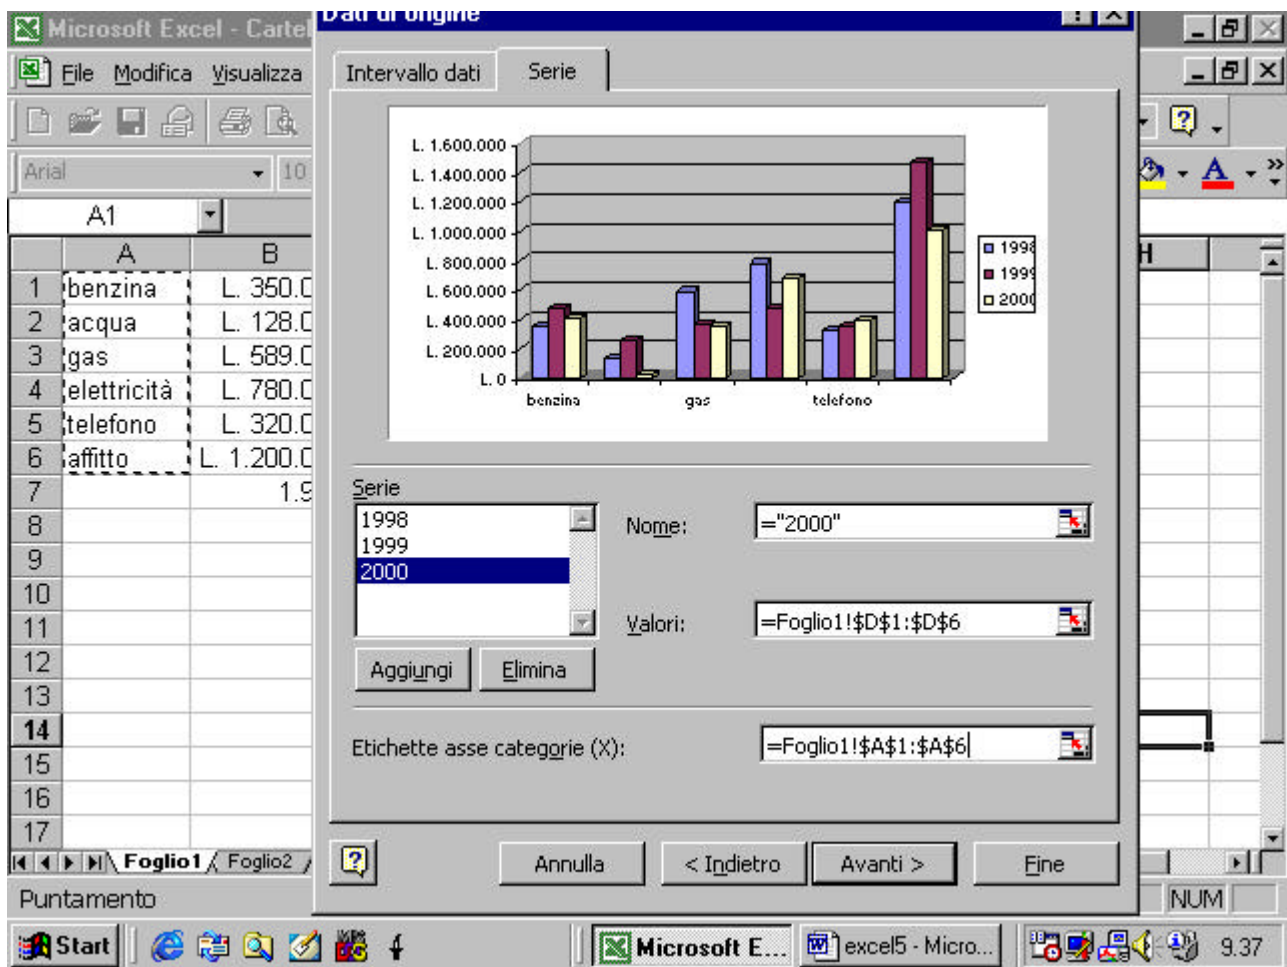 Microsoft Excel - Cartel
Dati di origine
File Modifica Visualizza
Intervallo dati Serie
Arial 10
A1
A B H
1 benzina L. 350.0
2 acqua L. 128.0
3 gas L. 589.0
4 elettricità L. 780.0
5 telefono L. 320.0
6 affitto L. 1.200.0
7 1.9
8
9
10
11
12
13
14
15
16
17
L. 1.600.000
L. 1.400.000
L. 1.200.000
L. 1.000.000
L. 800.000
L. 600.000
L. 400.000
L. 200.000
L. 0
benzina gas telefono
1998
1999
2000
Serie
1998
1999
2000
Nome: ="2000"
Valori: =Foglio1!$D$1:$D$6
Aggiungi Elimina
Etichette asse categorie (X): =Foglio1!$A$1:$A$6
Annulla < Indietro Avanti > Fine
Foglio1 Foglio2
Puntamento NUM
Start Microsoft E... excel5 - Micro... 9.37